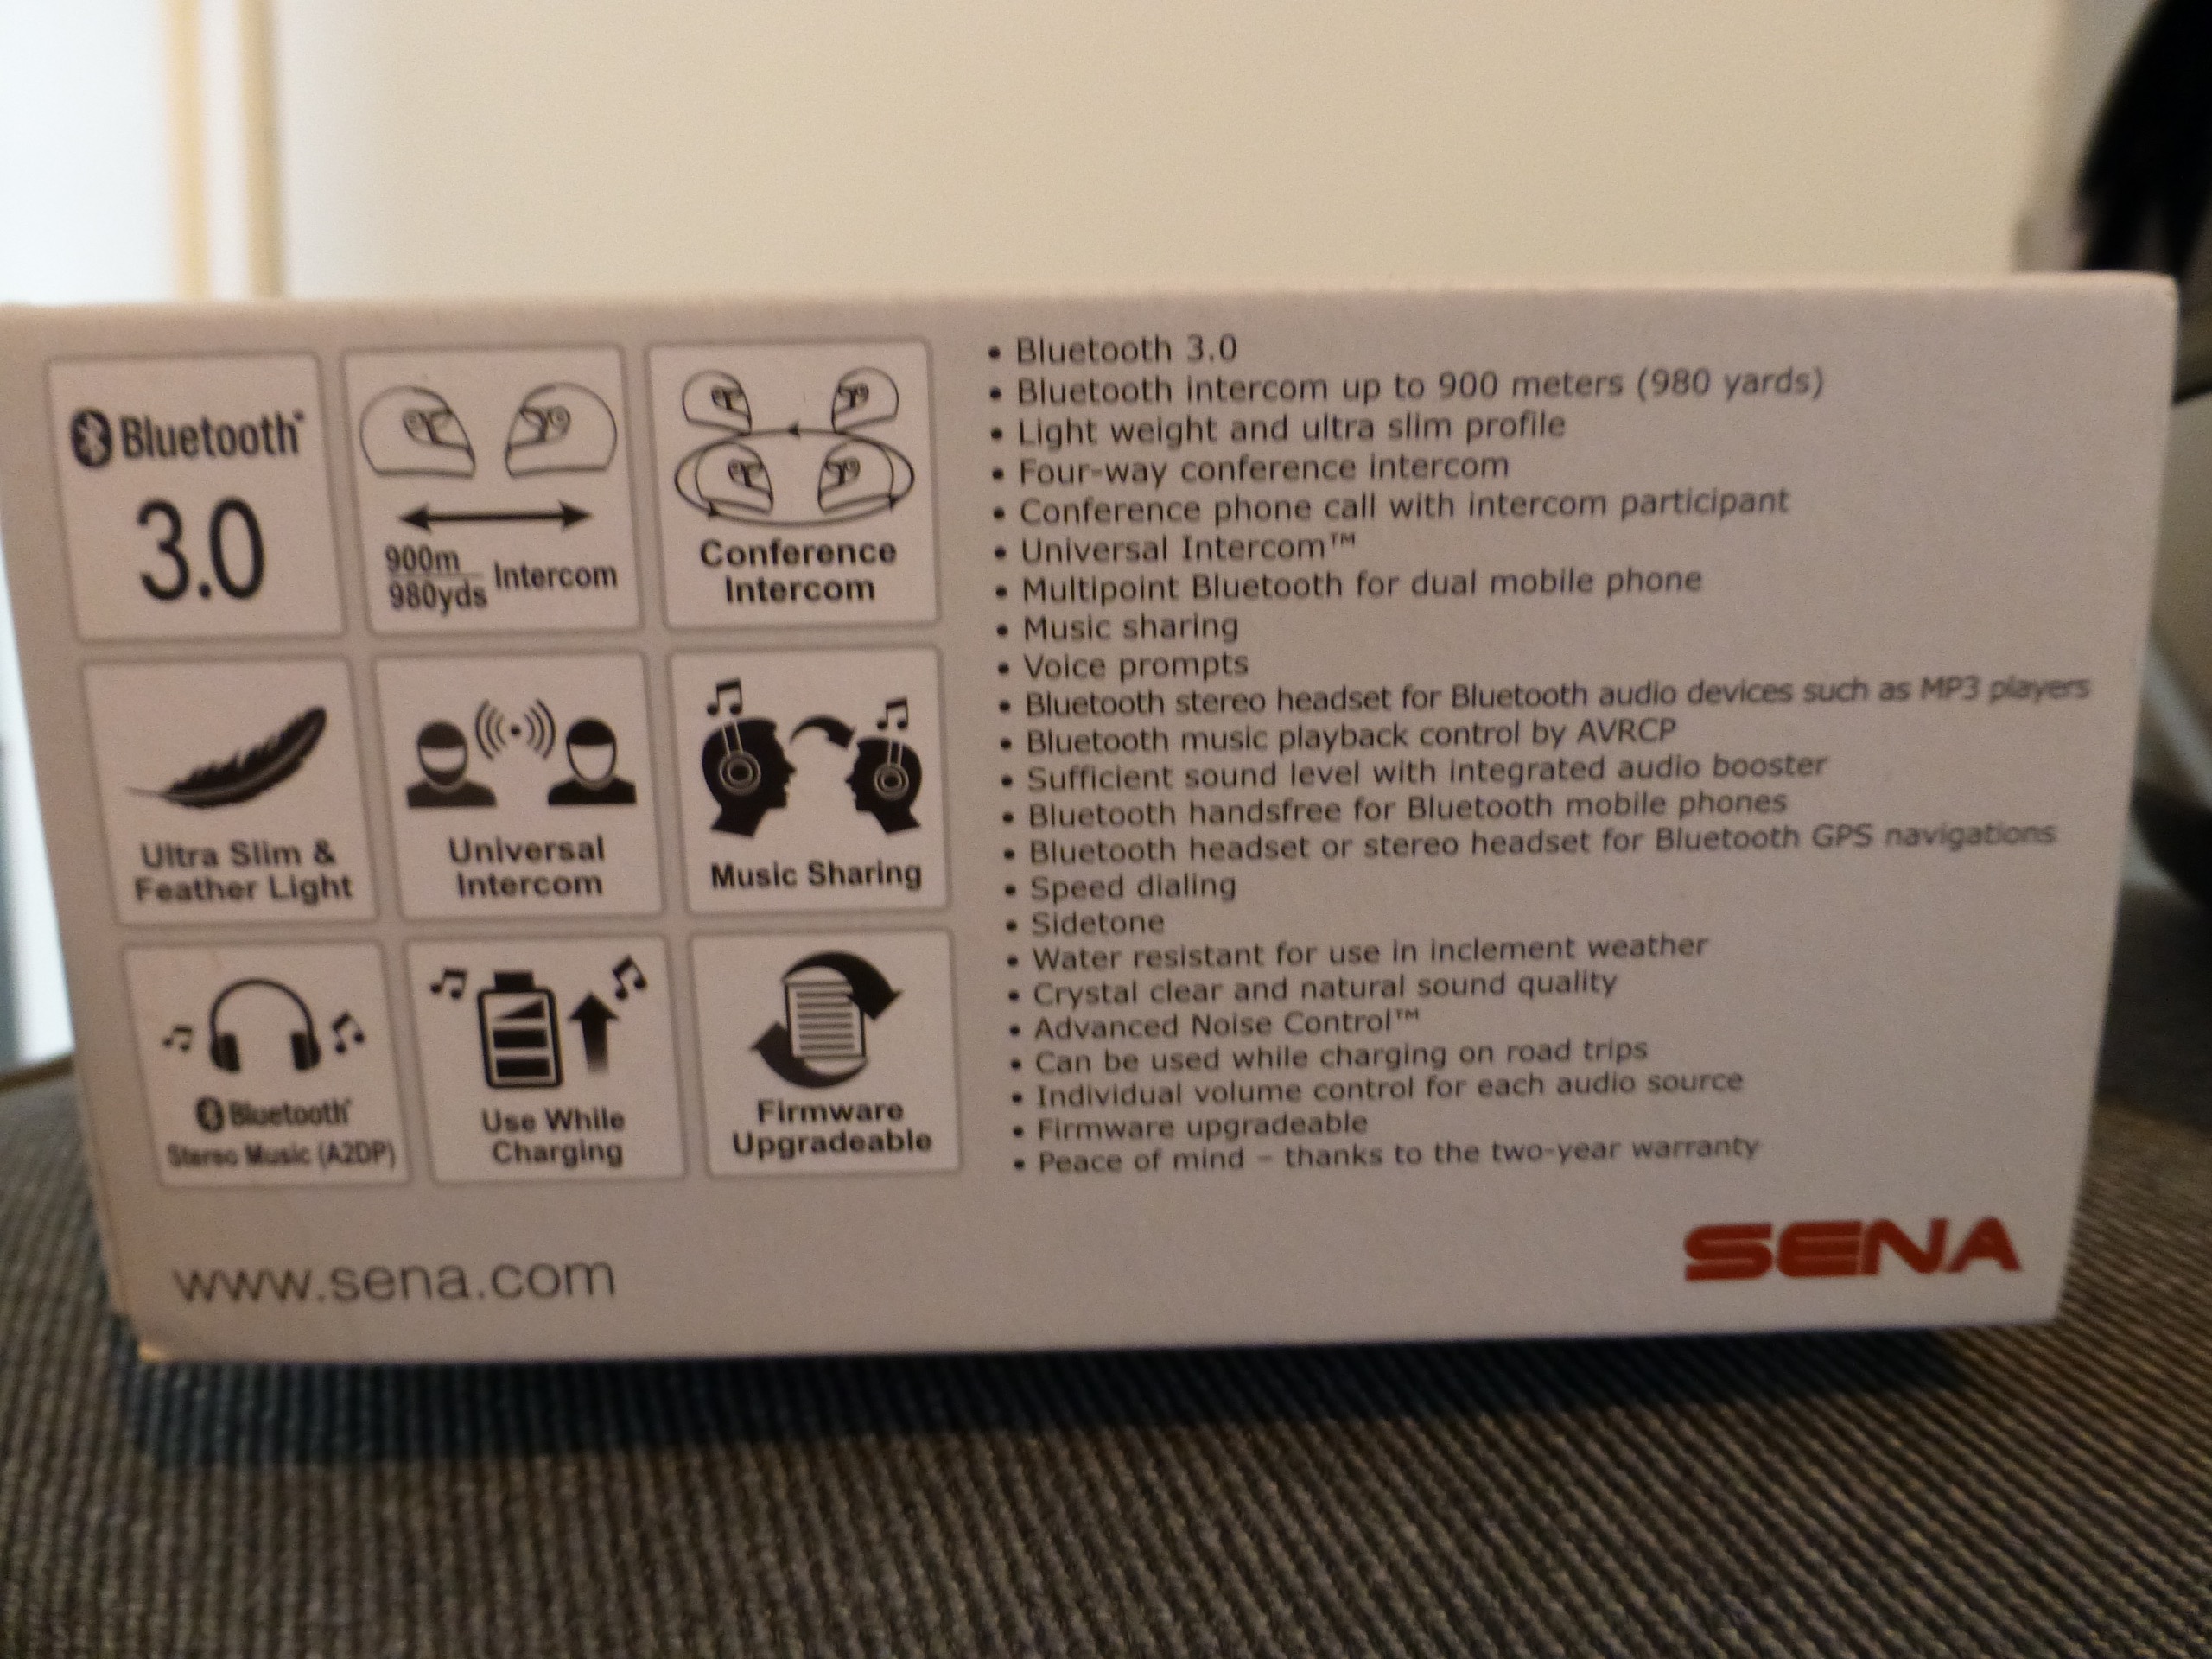 Bluetooth
3.0
900m
980yds
Intercom
Conference
Intercom
Ultra Slim &
Feather Light
Universal
Intercom
Music Sharing
Bluetooth
Stereo Music (A2DP)
Use While
Charging
Firmware
Upgradeable
• Bluetooth 3.0
• Bluetooth intercom up to 900 meters (980 yards)
• Light weight and ultra slim profile
• Four-way conference intercom
• Conference phone call with intercom participant
• Universal Intercom™
• Multipoint Bluetooth for dual mobile phone
• Music sharing
• Voice prompts
• Bluetooth stereo headset for Bluetooth audio devices such as MP3 players
• Bluetooth music playback control by AVRCP
• Sufficient sound level with integrated audio booster
• Bluetooth handsfree for Bluetooth mobile phones
• Bluetooth headset or stereo headset for Bluetooth GPS navigations
• Speed dialing
• Sidetone
• Water resistant for use in inclement weather
• Crystal clear and natural sound quality
• Advanced Noise Control™
• Can be used while charging on road trips
• Individual volume control for each audio source
• Firmware upgradeable
• Peace of mind – thanks to the two-year warranty
www.sena.com
SENA